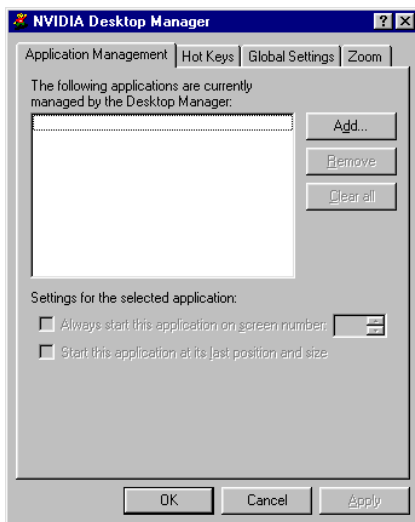 NVIDIA Desktop Manager
Application Management Hot Keys Global Settings Zoom
The following applications are currently
managed by the Desktop Manager:
Add...
Remove
Clear all
Settings for the selected application:
Always start this application on screen number:
Start this application at its last position and size
OK Cancel Apply